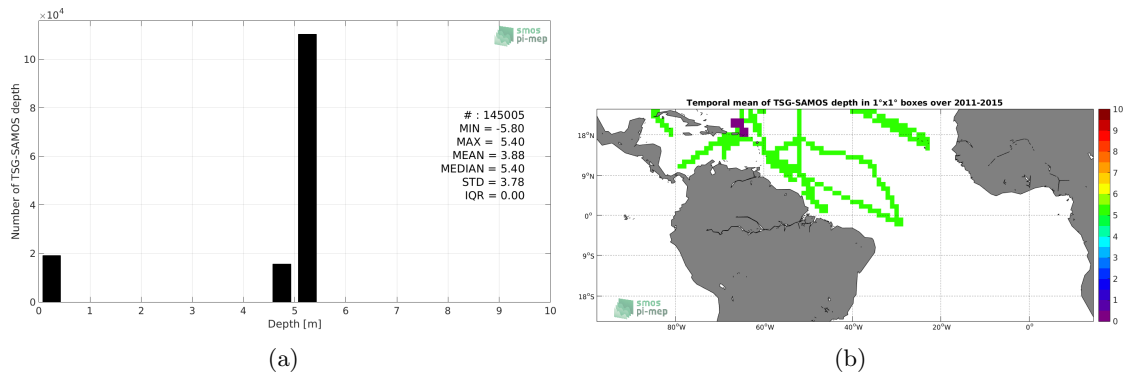 ×10⁴
smos
pi-mep
10
8
6
4
2
0
Number of TSG-SAMOS depth
# : 145005
MIN = -5.80
MAX = 5.40
MEAN = 3.88
MEDIAN = 5.40
STD = 3.78
IQR = 0.00
0 1 2 3 4 5 6 7 8 9 10
Depth [m]
(a)
Temporal mean of TSG-SAMOS depth in 1°x1° boxes over 2011-2015
18°N
9°N
0°
9°S
18°S
80°W 60°W 40°W 20°W 0°
smos
pi-mep
10
9
8
7
6
5
4
3
2
1
0
(b)